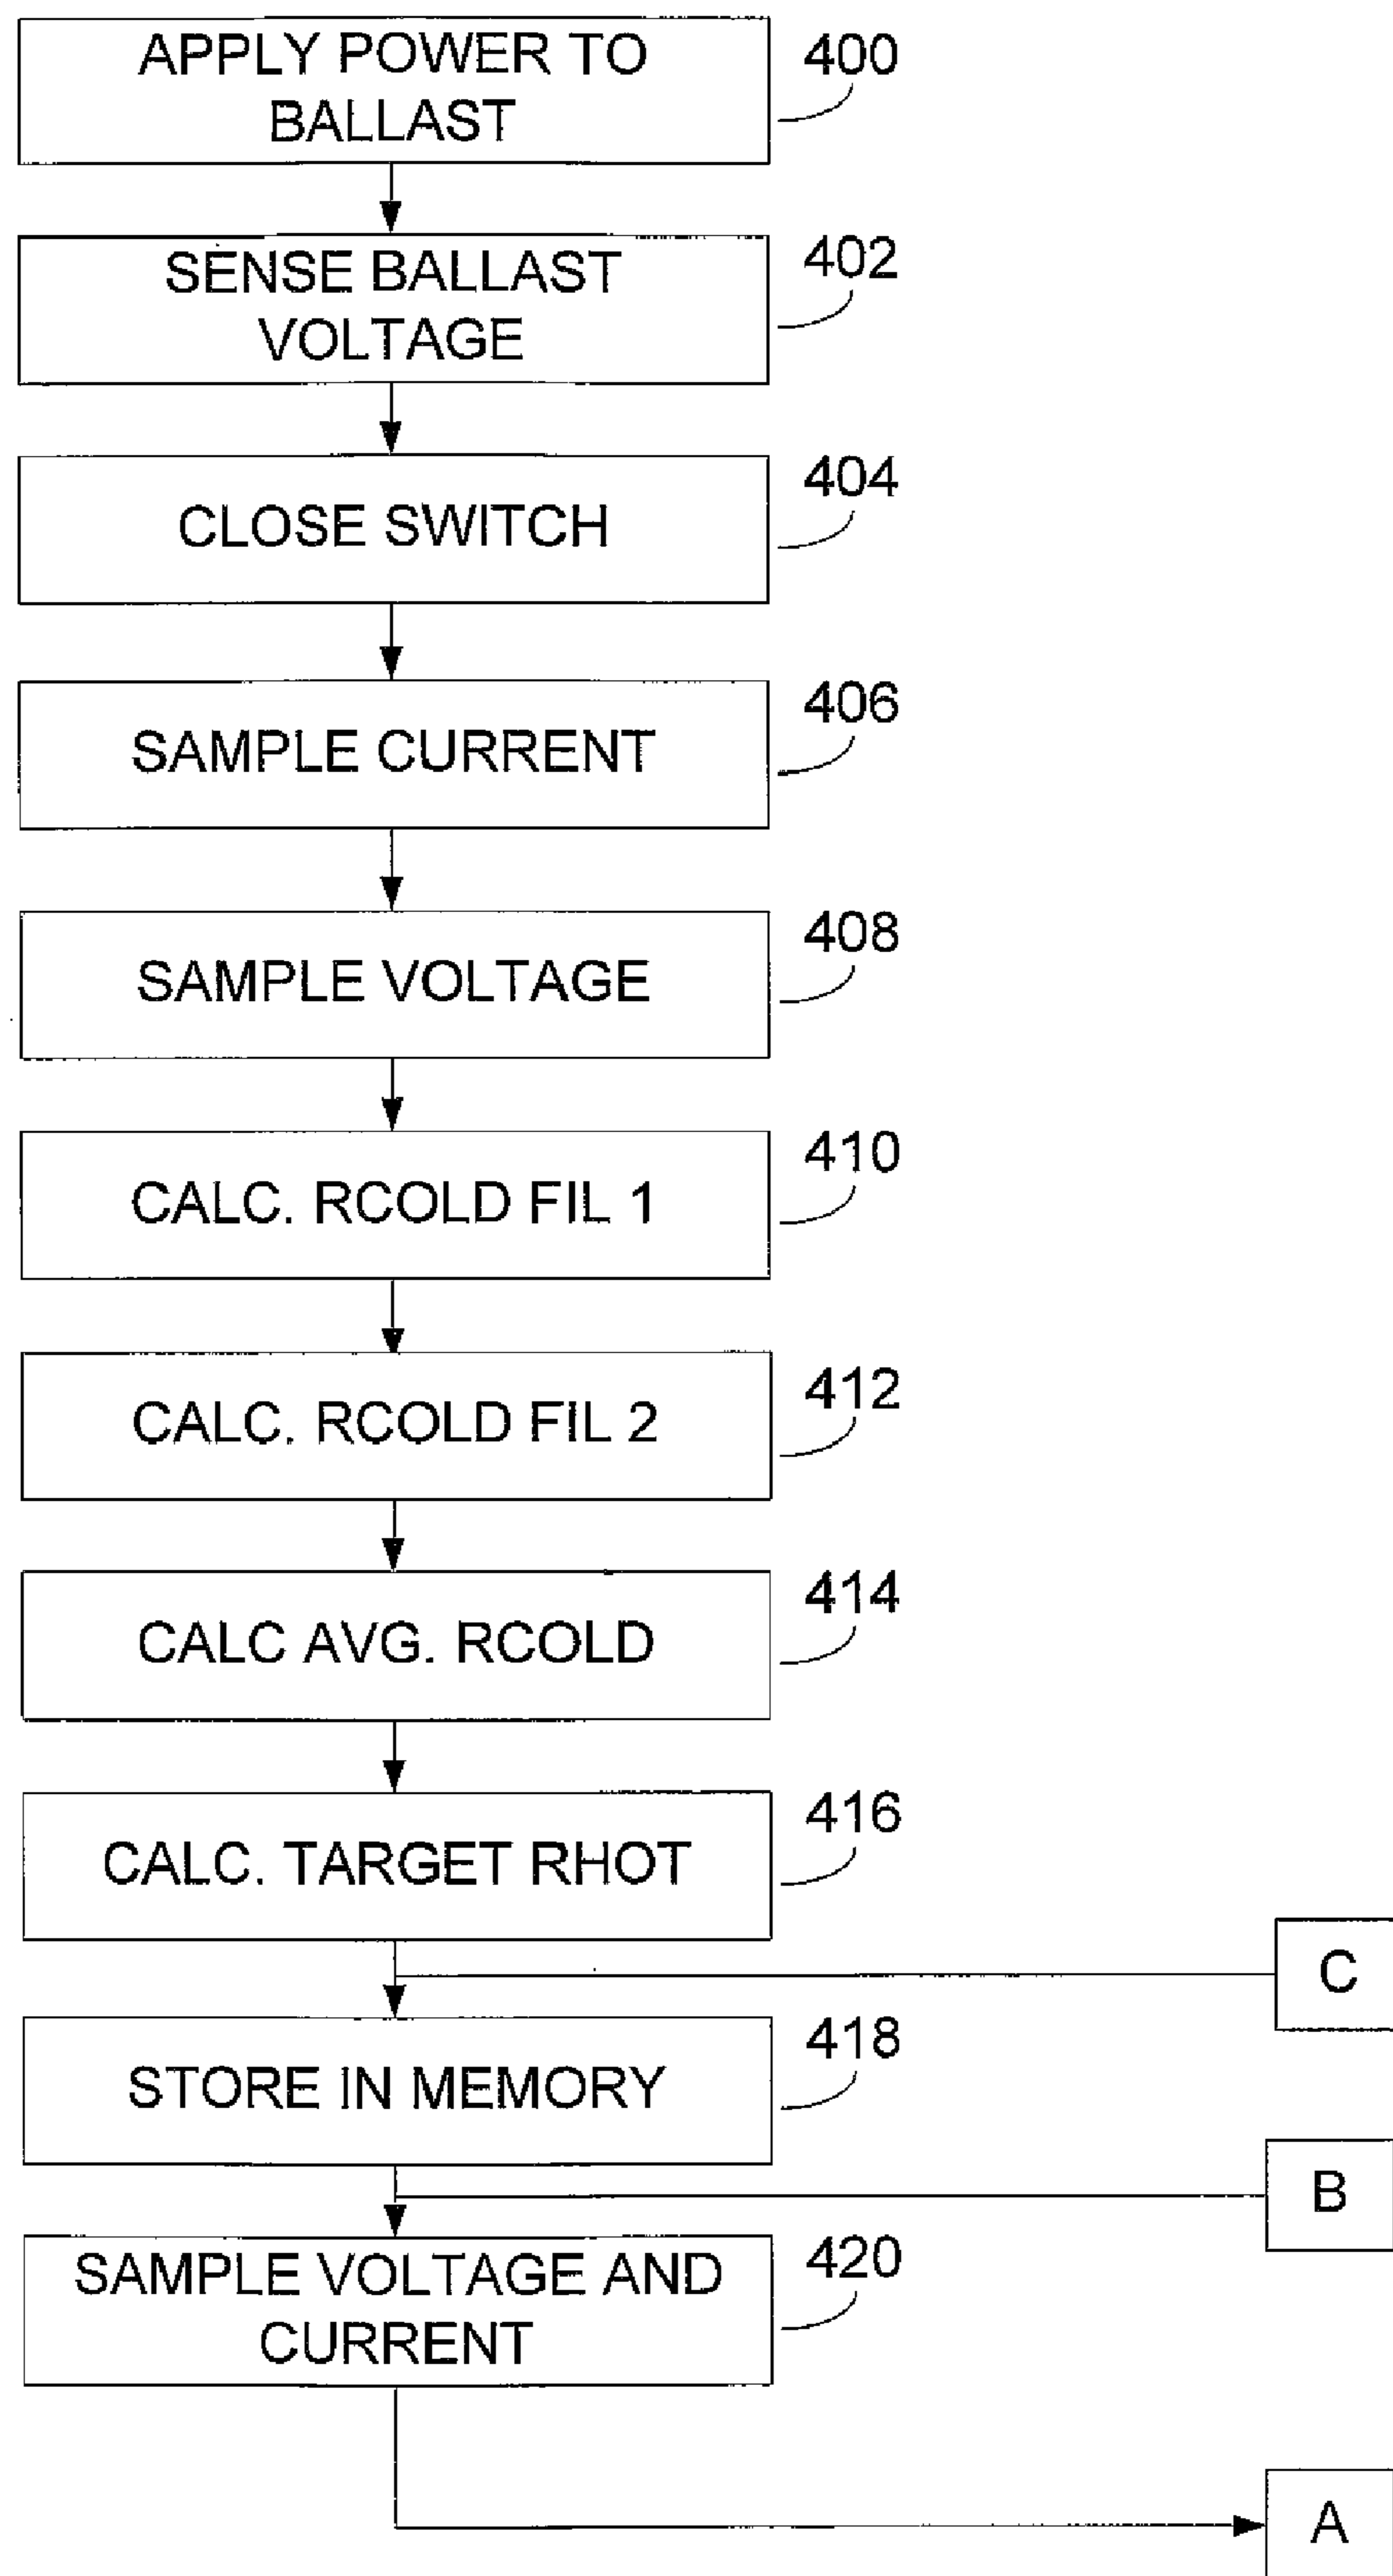 APPLY POWER TO
BALLAST
400
SENSE BALLAST
VOLTAGE
402
CLOSE SWITCH
404
SAMPLE CURRENT
406
SAMPLE VOLTAGE
408
CALC. RCOLD FIL 1
410
CALC. RCOLD FIL 2
412
CALC AVG. RCOLD
414
CALC. TARGET RHOT
416
C
STORE IN MEMORY
418
B
SAMPLE VOLTAGE AND
CURRENT
420
A